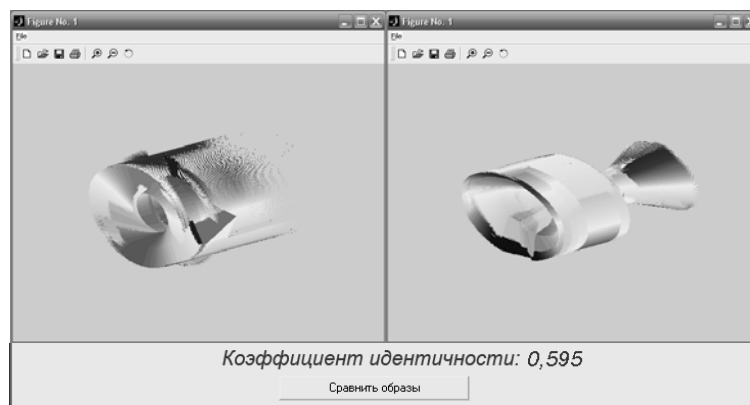 Figure No. 1
File
Figure No. 1
File
Коэффициент идентичности: 0,595
Сравнить образы